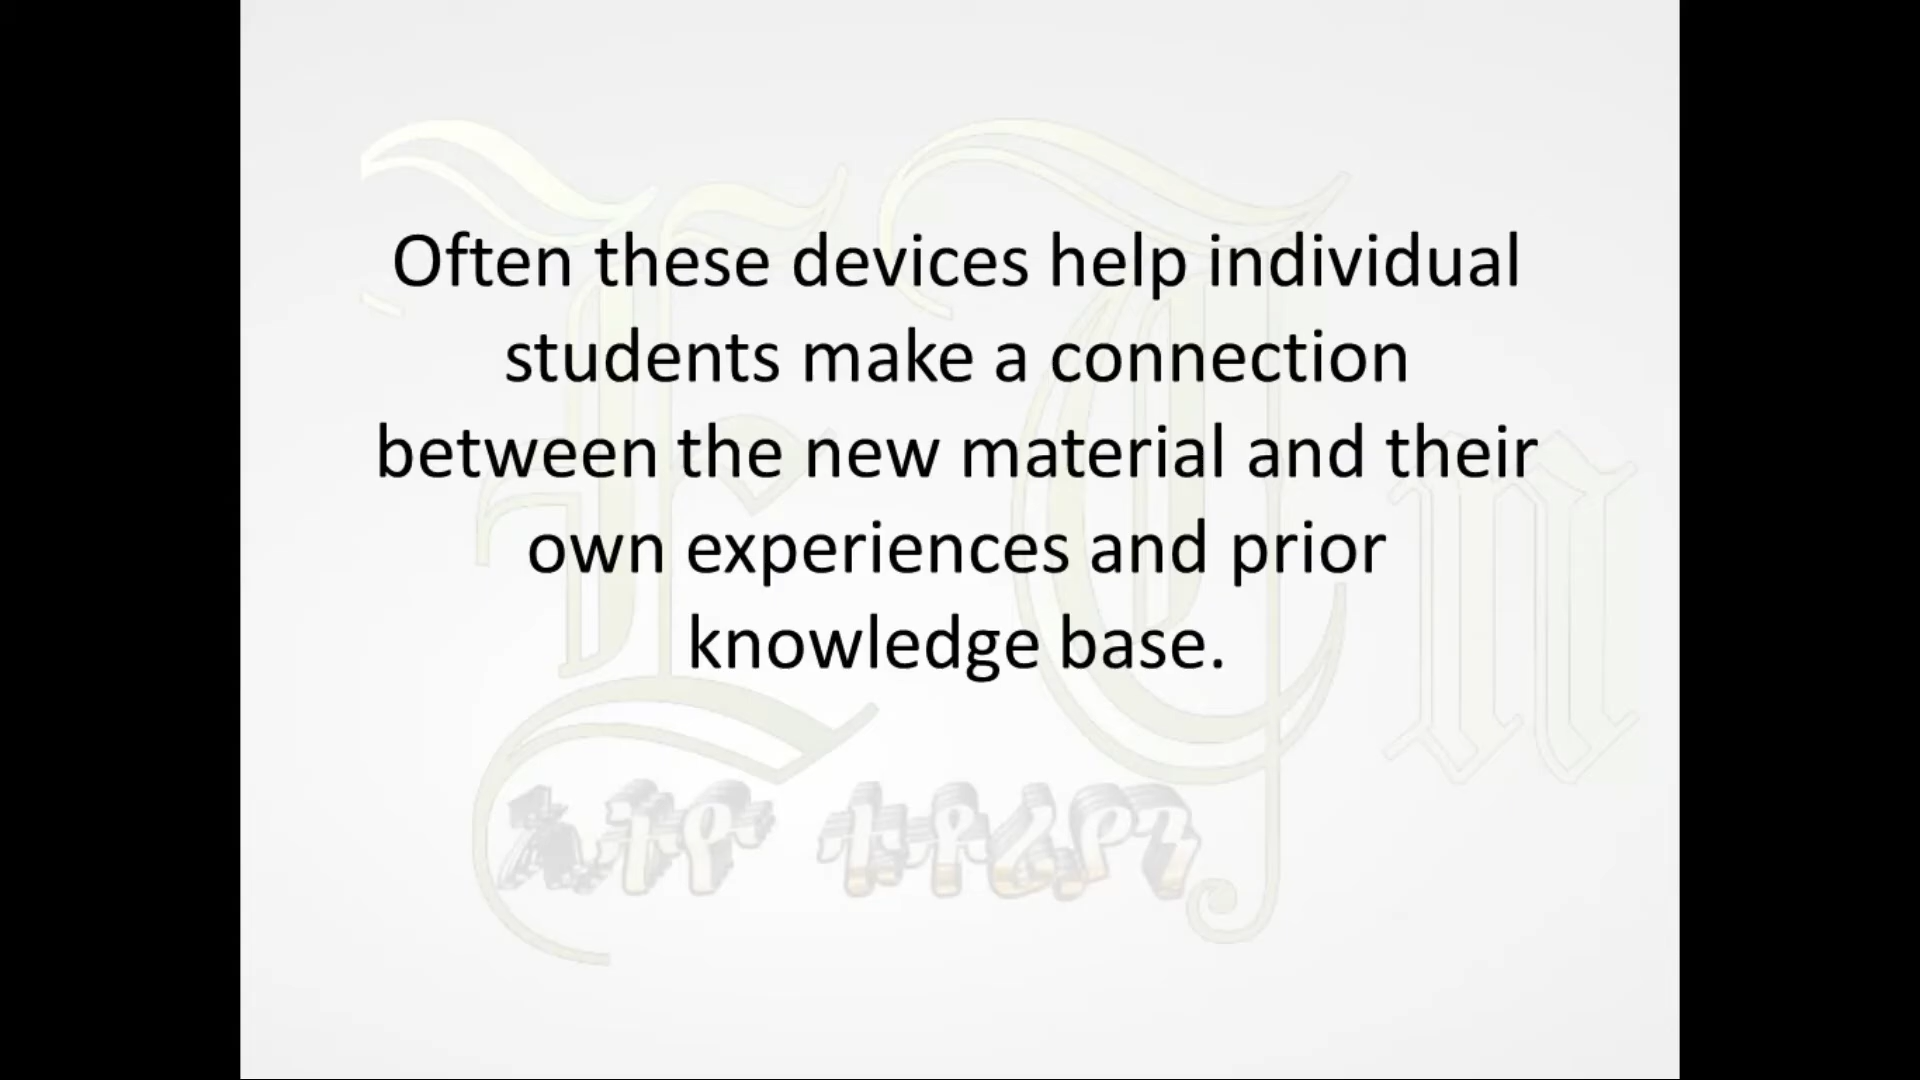 Often these devices help individual
students make a connection
between the new material and their
own experiences and prior
knowledge base.